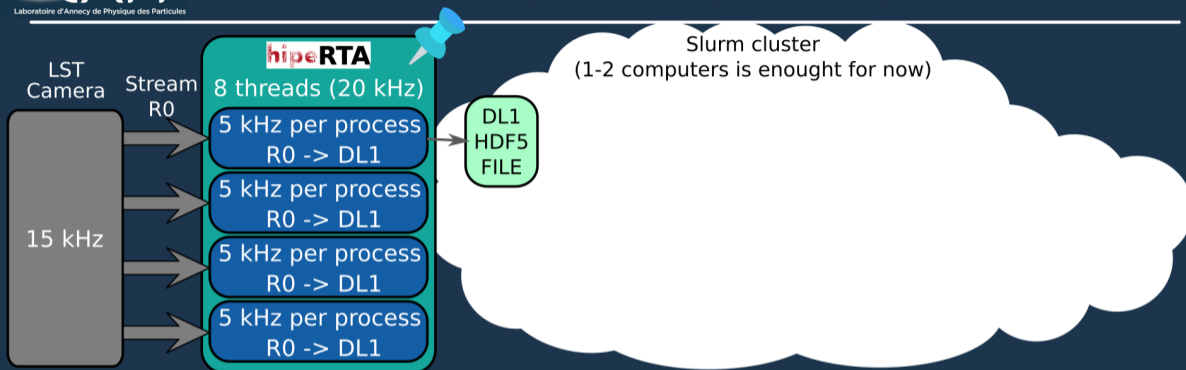 Laboratoire d'Annecy de Physique des Particules
LST
Camera
15 kHz
Stream
R0
hipeRTA
8 threads (20 kHz)
5 kHz per process
R0 -> DL1
5 kHz per process
R0 -> DL1
5 kHz per process
R0 -> DL1
5 kHz per process
R0 -> DL1
DL1
HDF5
FILE
Slurm cluster
(1-2 computers is enought for now)